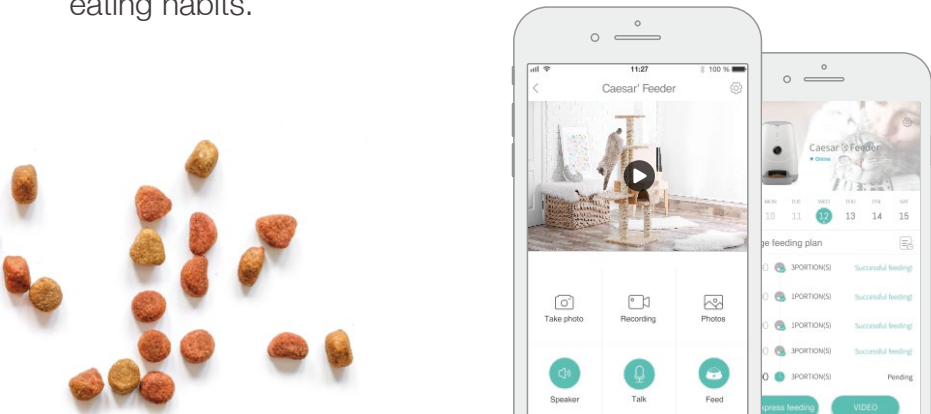 eating habits.
11:27
100 %
Caesar' Feeder
Take photo
Recording
Photos
Speaker
Talk
Feed
Caesar's Feeder
Online
MON TUE WED THU FRI SAT
10 11 12 13 14 15
feeding plan
3PORTION(S) Successful feeding!
1PORTION(S) Successful feeding!
1PORTION(S) Successful feeding!
3PORTION(S) Successful feeding!
3PORTION(S) Pending
xpress feeding
VIDEO